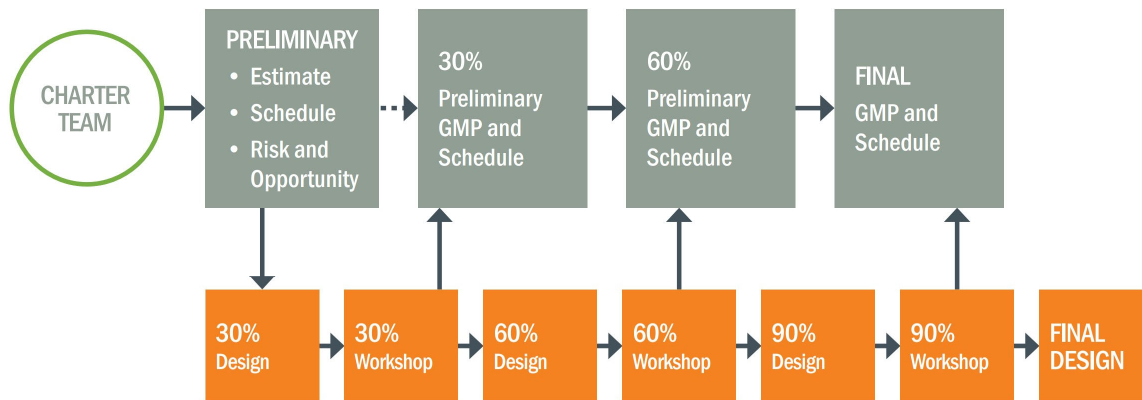 CHARTER
TEAM
PRELIMINARY
• Estimate
• Schedule
• Risk and
Opportunity
30%
Preliminary
GMP and
Schedule
60%
Preliminary
GMP and
Schedule
FINAL
GMP and
Schedule
30%
Design
30%
Workshop
60%
Design
60%
Workshop
90%
Design
90%
Workshop
FINAL
DESIGN